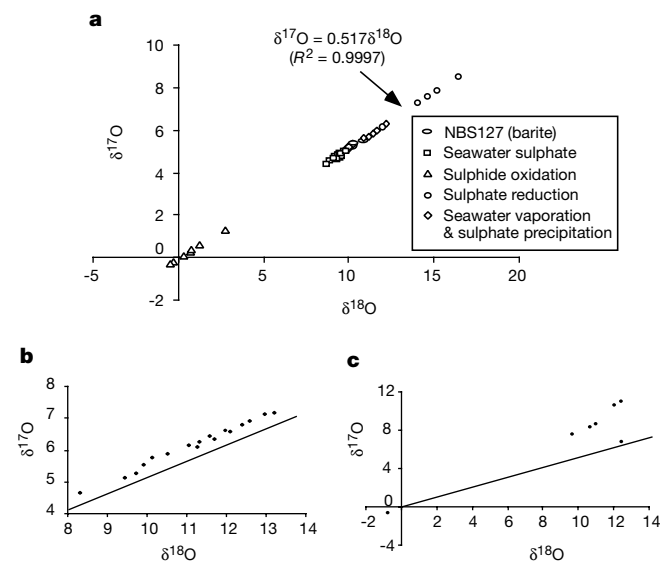 a
δ17O = 0.517δ18O
(R2 = 0.9997)
10
8
6
4
2
0
-2
δ17O
-5
5
10
15
20
δ18O
NBS127 (barite)
Seawater sulphate
Sulphide oxidation
Sulphate reduction
Seawater vaporation
& sulphate precipitation
b
8
7
6
5
4
δ17O
8 9 10 11 12 13 14
δ18O
c
12
8
4
0
-4
δ17O
-2 2 4 6 8 10 12 14
δ18O